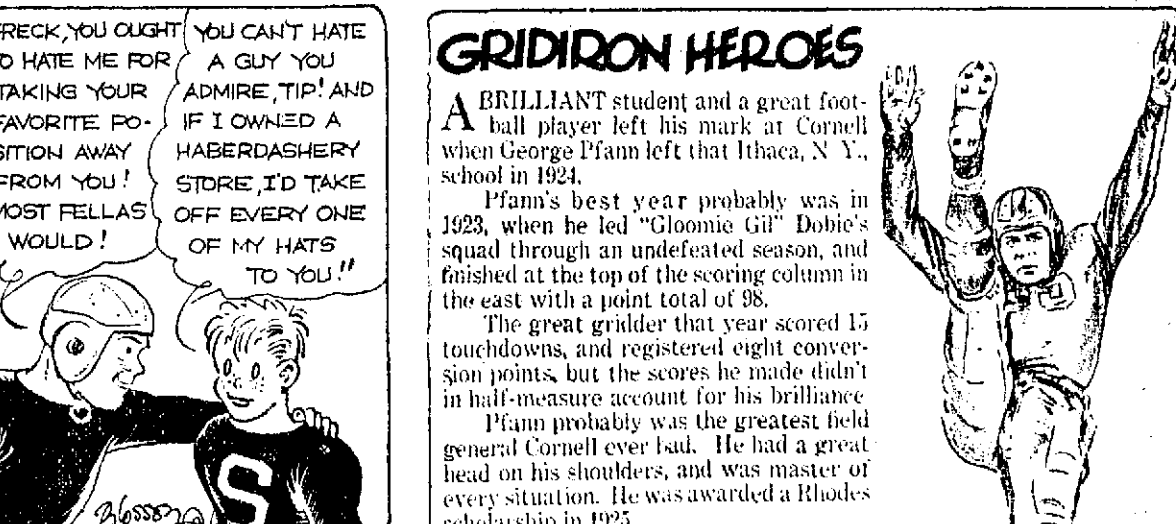 FRECK, YOU OUGHT
TO HATE ME FOR
TAKING YOUR
FAVORITE PO-
SITION AWAY
FROM YOU!
MOST FELLAS
WOULD!
YOU CAN'T HATE
A GUY YOU
ADMIRE, TIP! AND
IF I OWNED A
HABERDASHERY
STORE, I'D TAKE
OFF EVERY ONE
OF MY HATS
TO YOU!!
S
GRIDIRON HEROES
A BRILLIANT student and a great foot-
ball player left his mark at Cornell
when George Pfann left that Ithaca, N Y.,
school in 1924.
Pfann's best year probably was in
1923, when he led "Gloomie Gil" Dobie's
squad through an undefeated season, and
finished at the top of the scoring column in
the east with a point total of 98.
The great gridder that year scored 15
touchdowns, and registered eight conver-
sion points, but the scores he made didn't
in half-measure account for his brilliance
Pfann probably was the greatest field
general Cornell ever had. He had a great
head on his shoulders, and was master of
every situation. He was awarded a Rhodes
scholarship in 1925